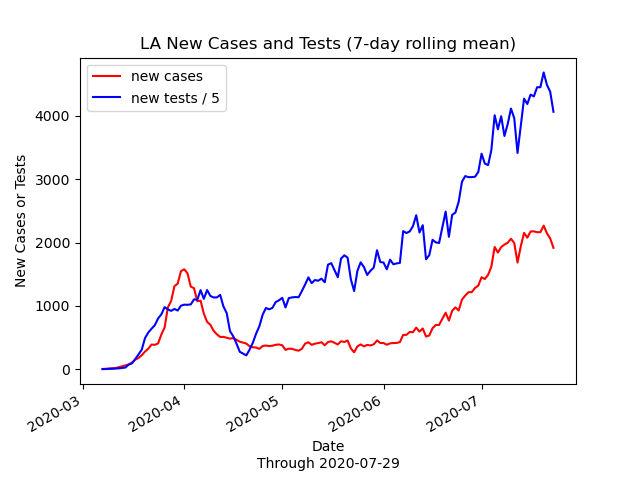 LA New Cases and Tests (7-day rolling mean)
new cases
new tests / 5
New Cases or Tests
4000
3000
2000
1000
0
2020-03
2020-04
2020-05
2020-06
2020-07
Date
Through 2020-07-29